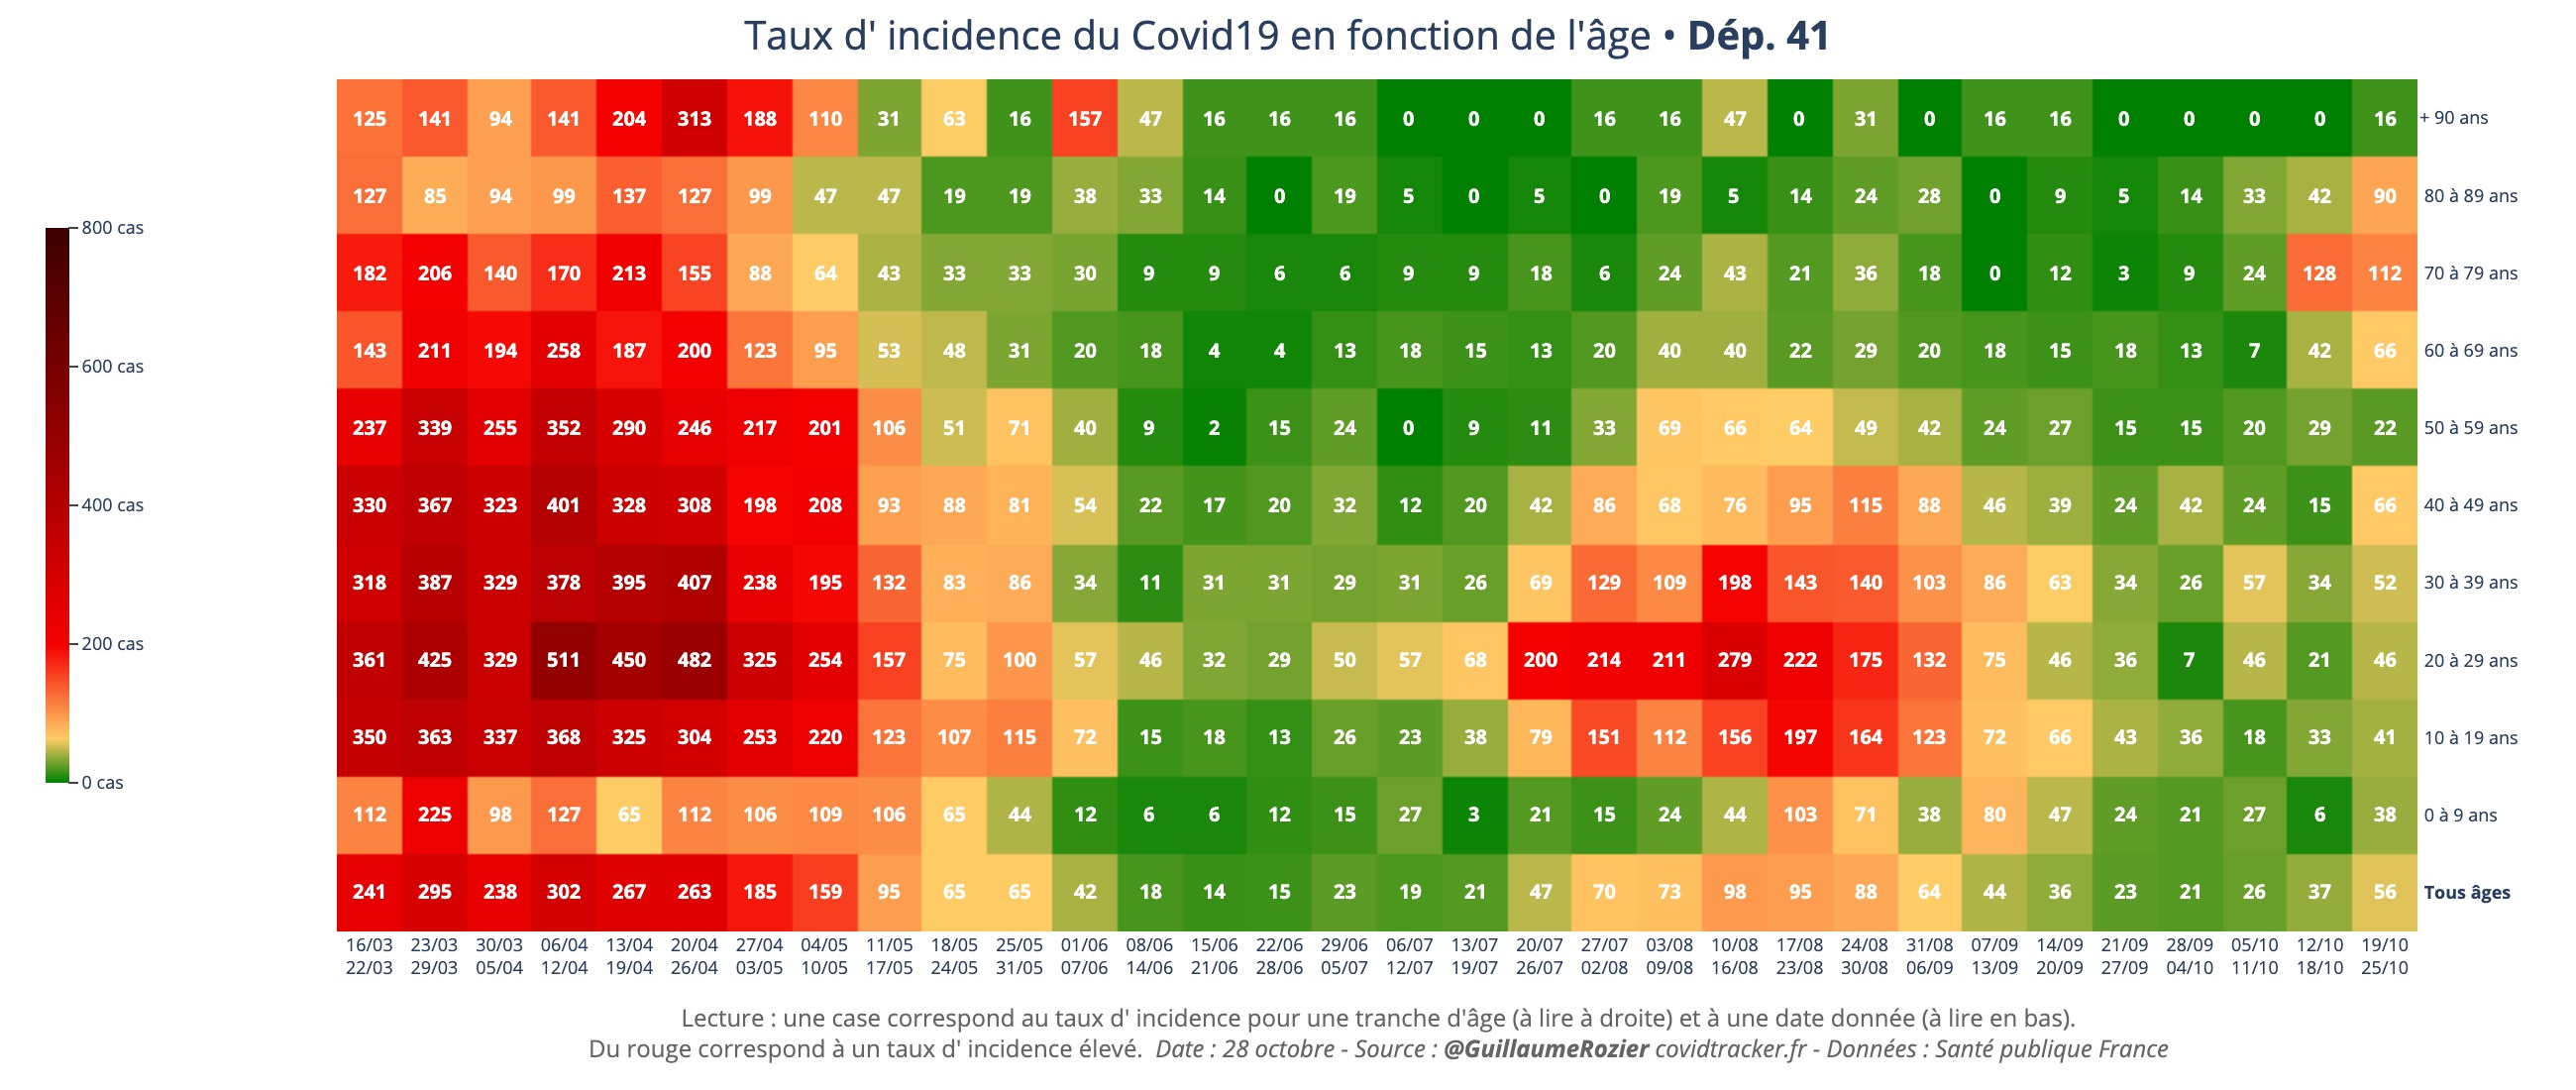 Taux d' incidence du Covid19 en fonction de l'âge • Dép. 41
125 141 94 141 204 313 188 110 31 63 16 157 47 16 16 16 0 0 0 16 16 47 0 31 0 16 16 0 0 0 0 16 + 90 ans
127 85 94 99 137 127 99 47 47 19 19 38 33 14 0 19 5 0 5 0 19 5 14 24 28 0 9 5 14 33 42 90 80 à 89 ans
182 206 140 170 213 155 88 64 43 33 33 30 9 9 6 6 9 9 18 6 24 43 21 36 18 0 12 3 9 24 128 112 70 à 79 ans
143 211 194 258 187 200 123 95 53 48 31 20 18 4 4 13 18 15 13 20 40 40 22 29 20 18 15 18 13 7 42 66 60 à 69 ans
237 339 255 352 290 246 217 201 106 51 71 40 9 2 15 24 0 9 11 33 69 66 64 49 42 24 27 15 15 20 29 22 50 à 59 ans
330 367 323 401 328 308 198 208 93 88 81 54 22 17 20 32 12 20 42 86 68 76 95 115 88 46 39 24 42 24 15 66 40 à 49 ans
318 387 329 378 395 407 238 195 132 83 86 34 11 31 31 29 31 26 69 129 109 198 143 140 103 86 63 34 26 57 34 52 30 à 39 ans
361 425 329 511 450 482 325 254 157 75 100 57 46 32 29 50 57 68 200 214 211 279 222 175 132 75 46 36 7 46 21 46 20 à 29 ans
350 363 337 368 325 304 253 220 123 107 115 72 15 18 13 26 23 38 79 151 112 156 197 164 123 72 66 43 36 18 33 41 10 à 19 ans
112 225 98 127 65 112 106 109 106 65 44 12 6 6 12 15 27 3 21 15 24 44 103 71 38 80 47 24 21 27 6 38 0 à 9 ans
241 295 238 302 267 263 185 159 95 65 65 42 18 14 15 23 19 21 47 70 73 98 95 88 64 44 36 23 21 26 37 56 Tous âges
16/03 23/03 30/03 06/04 13/04 20/04 27/04 04/05 11/05 18/05 25/05 01/06 08/06 15/06 22/06 29/06 06/07 13/07 20/07 27/07 03/08 10/08 17/08 24/08 31/08 07/09 14/09 21/09 28/09 05/10 12/10 19/10
22/03 29/03 05/04 12/04 19/04 26/04 03/05 10/05 17/05 24/05 31/05 07/06 14/06 21/06 28/06 05/07 12/07 19/07 26/07 02/08 09/08 16/08 23/08 30/08 06/09 13/09 20/09 27/09 04/10 11/10 18/10 25/10
800 cas
600 cas
400 cas
200 cas
0 cas
Lecture : une case correspond au taux d' incidence pour une tranche d'âge (à lire à droite) et à une date donnée (à lire en bas).
Du rouge correspond à un taux d' incidence élevé. Date : 28 octobre - Source : @GuillaumeRozier covidtracker.fr - Données : Santé publique France